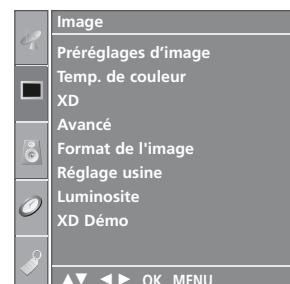 Image
Préréglages d’image
Temp. de couleur
XD
Avancé
Format de l'image
Réglage usine
Luminosite
XD Démo
▲▼ ◄► OK MENU